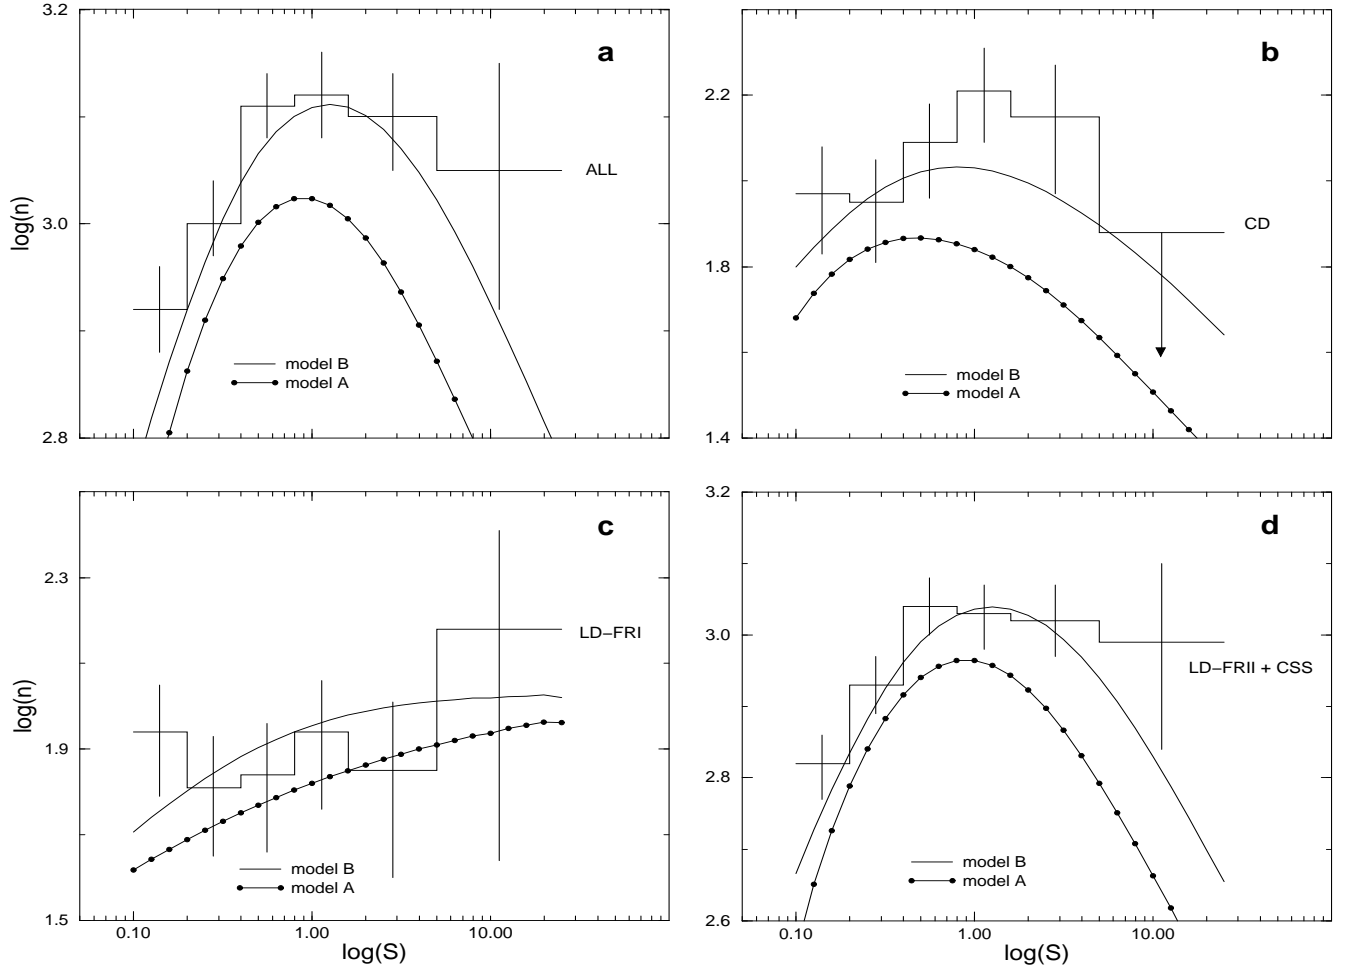 3.2
3.0
2.8
log(n)
a
ALL
model B
model A
2.2
1.8
1.4
b
CD
model B
model A
2.3
1.9
1.5
log(n)
c
LD-FRI
model B
model A
0.10
1.00
10.00
log(S)
3.2
3.0
2.8
2.6
d
LD-FRII + CSS
model B
model A
0.10
1.00
10.00
log(S)